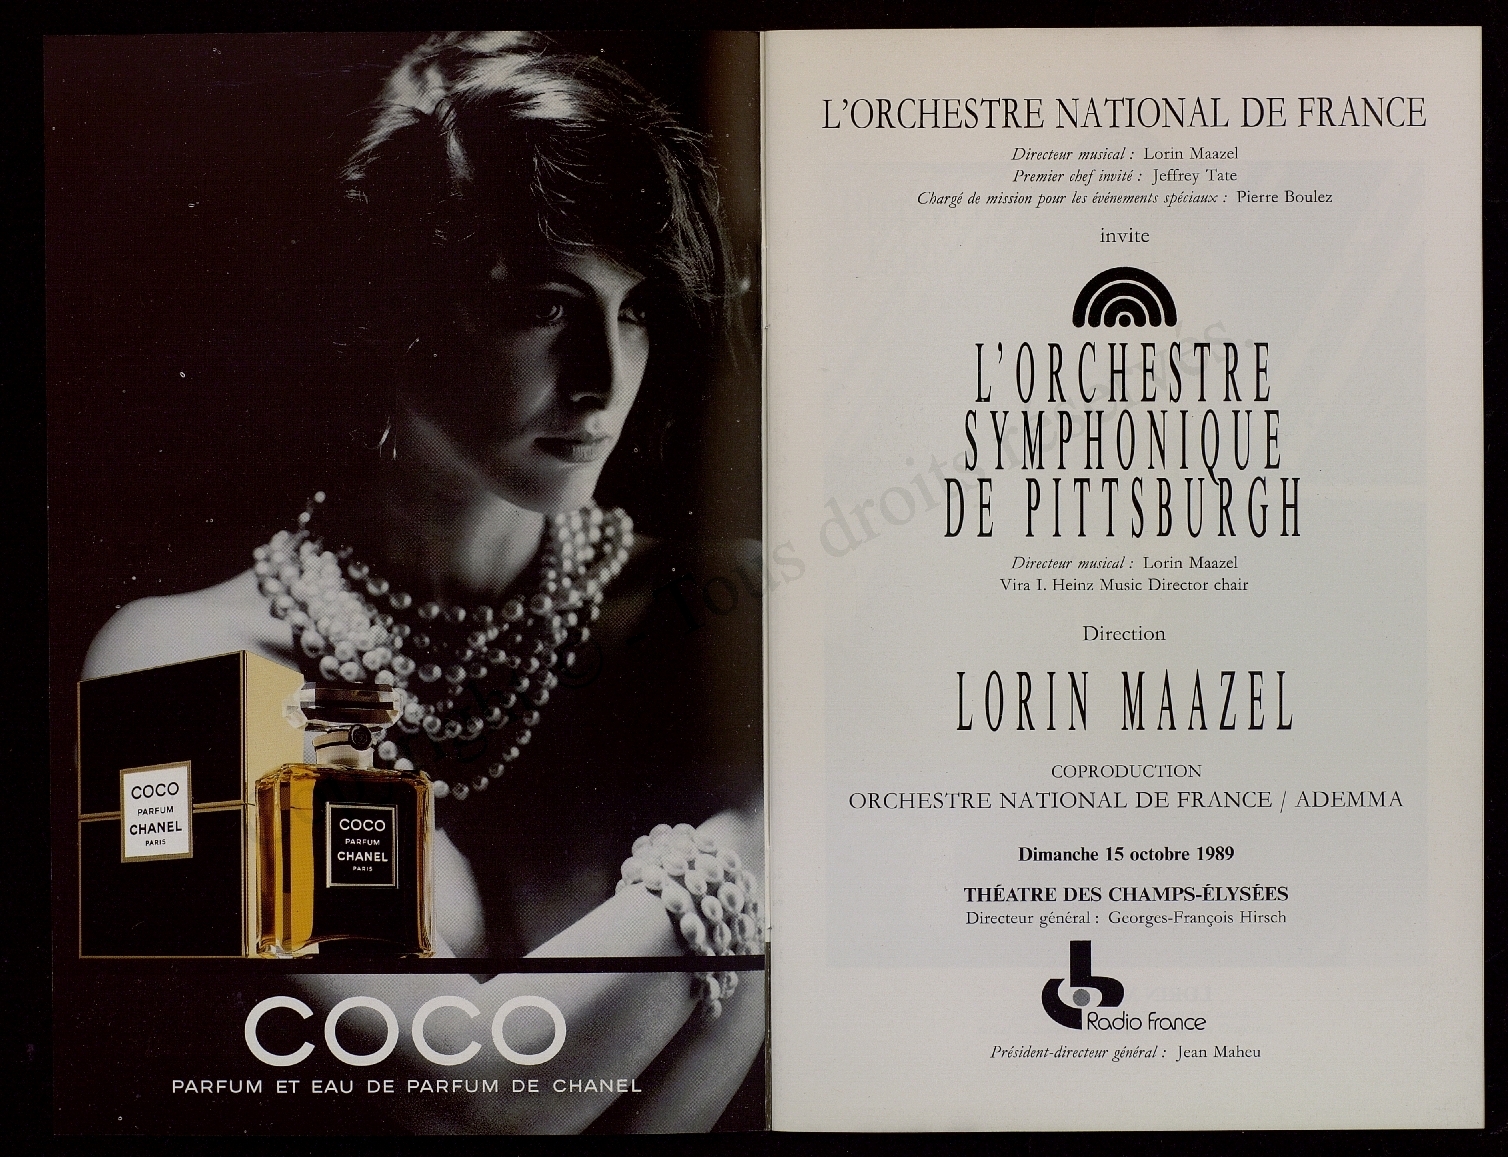 COCO
PARFUM
CHANEL
PARIS
COCO
PARFUM
CHANEL
PARIS
COCO
PARFUM ET EAU DE PARFUM DE CHANEL
L'ORCHESTRE NATIONAL DE FRANCE
Directeur musical : Lorin Maazel
Premier chef invité : Jeffrey Tate
Chargé de mission pour les événements spéciaux : Pierre Boulez
invite
L'ORCHESTRE
SYMPHONIQUE
DE PITTSBURGH
Directeur musical : Lorin Maazel
Vira I. Heinz Music Director chair
Direction
LORIN MAAZEL
COPRODUCTION
ORCHESTRE NATIONAL DE FRANCE / ADEMMA
Dimanche 15 octobre 1989
THÉATRE DES CHAMPS-ÉLYSÉES
Directeur général : Georges-François Hirsch
Radio France
Président-directeur général : Jean Maheu
Copyright © - Tous droits réservés.